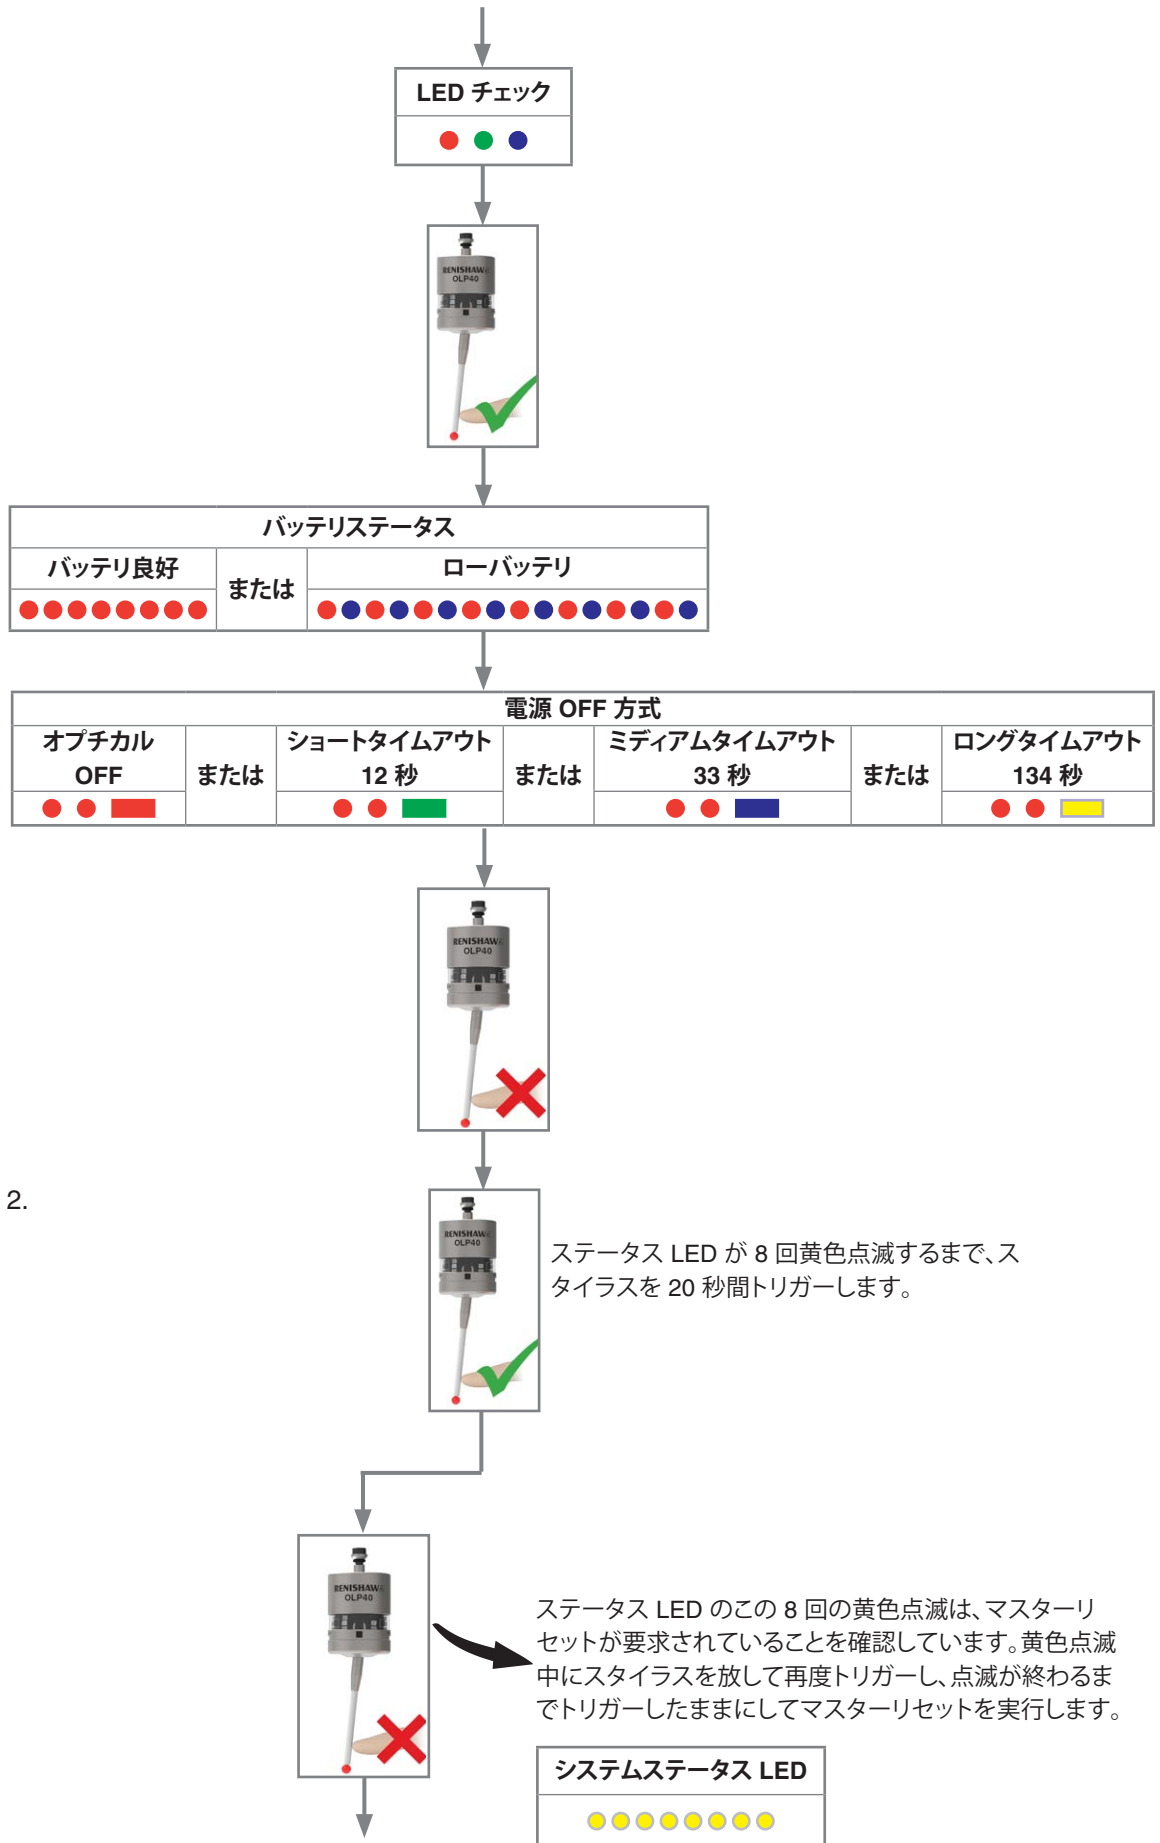 LED チェック
RENISHAW
OLP40
バッテリステータス
バッテリ良好
または
ローバッテリ
電源 OFF 方式
オプチカル
OFF
または
ショートタイムアウト
12 秒
または
ミディアムタイムアウト
33 秒
または
ロングタイムアウト
134 秒
RENISHAW
OLP40
2.
RENISHAW
OLP40
ステータス LED が 8 回黄色点滅するまで、ス
タイラスを 20 秒間トリガーします。
RENISHAW
OLP40
ステータス LED のこの 8 回の黄色点滅は、マスターリ
セットが要求されていることを確認しています。黄色点滅
中にスタイラスを放して再度トリガーし、点滅が終わるま
でトリガーしたままにしてマスターリセットを実行します。
システムステータス LED